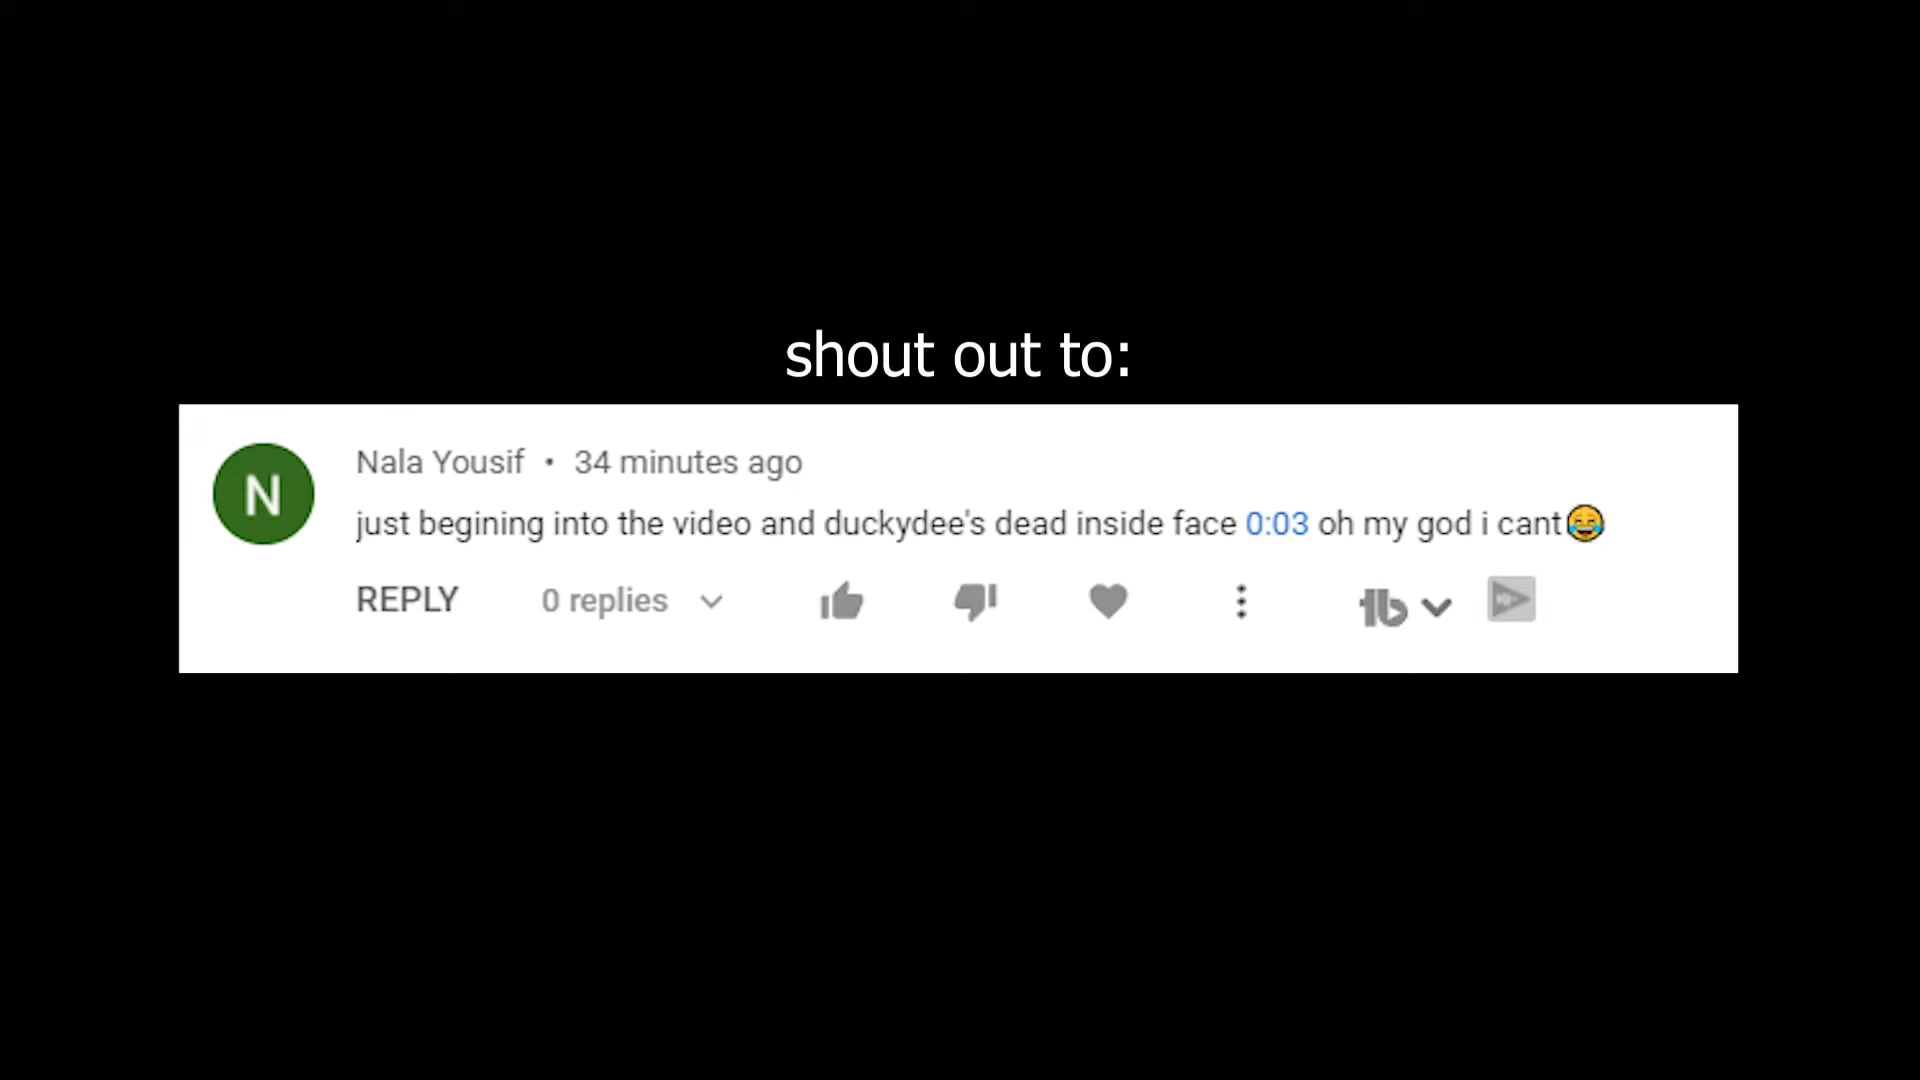 shout out to:
N
Nala Yousif • 34 minutes ago
just begining into the video and duckydee's dead inside face 0:03 oh my god i cant😂
REPLY 0 replies
tb